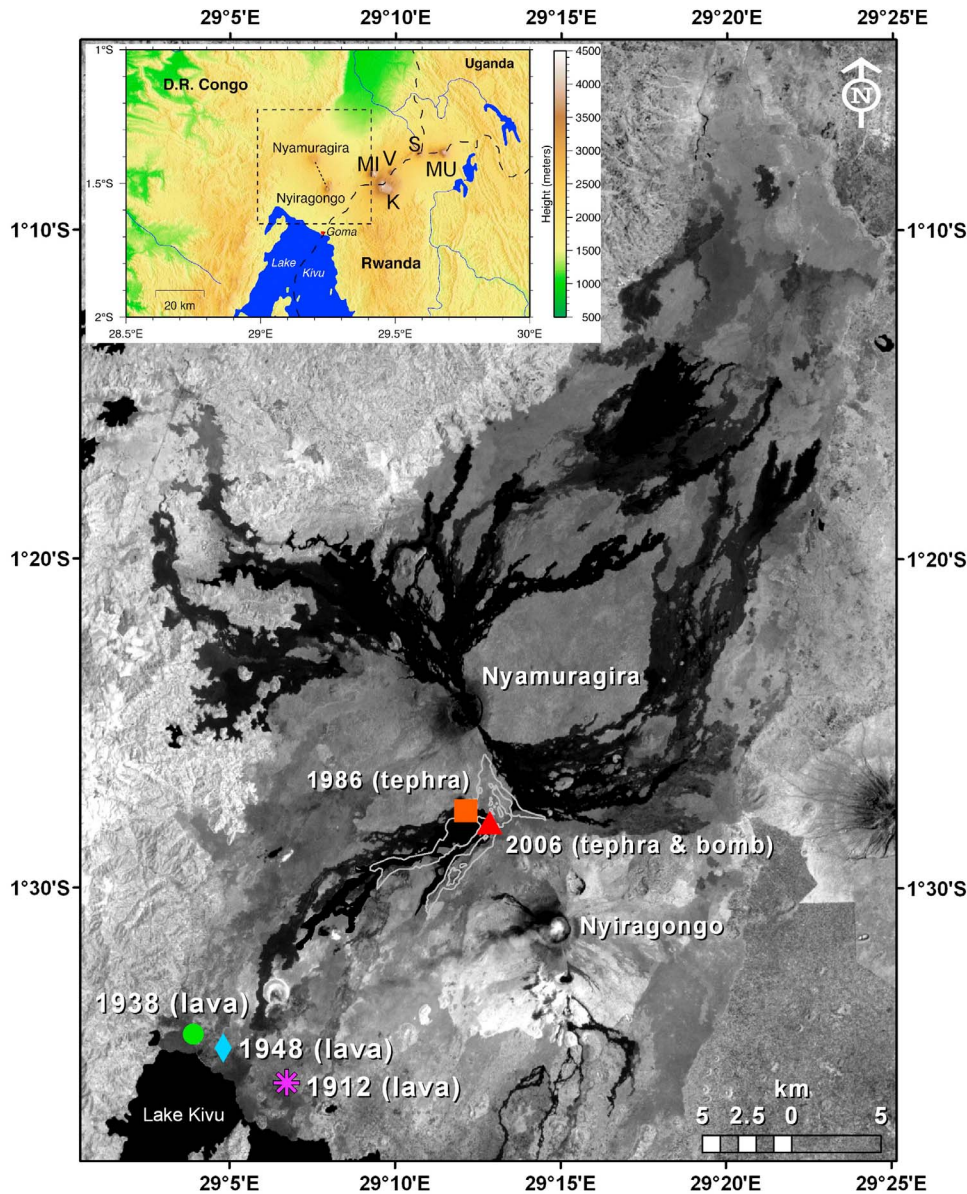 29°5'E 29°10'E 29°15'E 29°20'E 29°25'E
1°S
D.R. Congo
Uganda
Nyamuragira
MI V S
MU
1.5°S
Nyiragongo
K
Goma
Lake
Kivu
Rwanda
20 km
2°S
28.5°E 29°E 29.5°E 30°E
Height (meters)
4500
4000
3500
3000
2500
2000
1500
1000
500
N
1°10'S 1°10'S
1°20'S 1°20'S
Nyamuragira
1986 (tephra)
2006 (tephra & bomb)
1°30'S 1°30'S
Nyiragongo
1938 (lava)
1948 (lava)
1912 (lava)
Lake Kivu
km
5 2.5 0 5
29°5'E 29°10'E 29°15'E 29°20'E 29°25'E